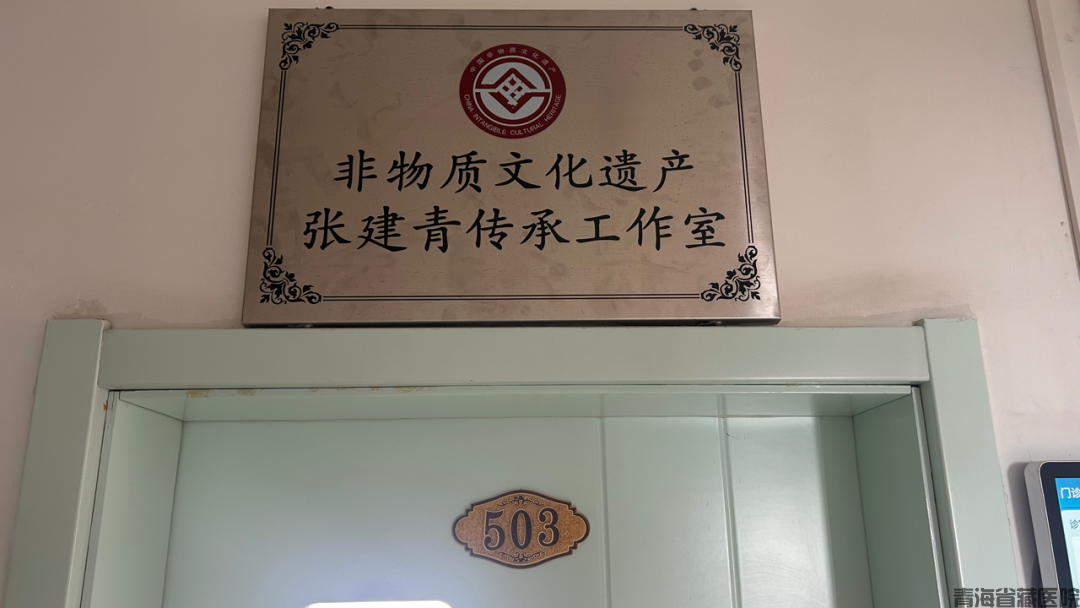 中国非物质文化遗产
CHINA INTANGIBLE CULTURAL HERITAGE
非物质文化遗产
张建青传承工作室
503
门诊
诊
青海省藏医院